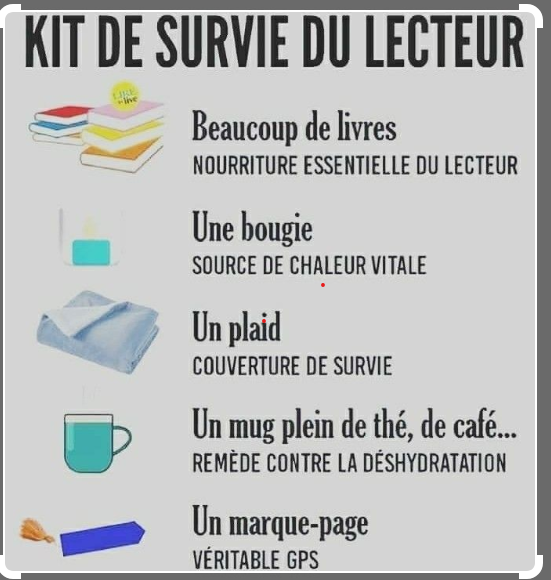 KIT DE SURVIE DU LECTEUR
live
Beaucoup de livres
NOURRITURE ESSENTIELLE DU LECTEUR
Une bougie
SOURCE DE CHALEUR VITALE
Un plaid
COUVERTURE DE SURVIE
Un mug plein de thé, de café...
REMÈDE CONTRE LA DÉSHYDRATATION
Un marque-page
VÉRITABLE GPS